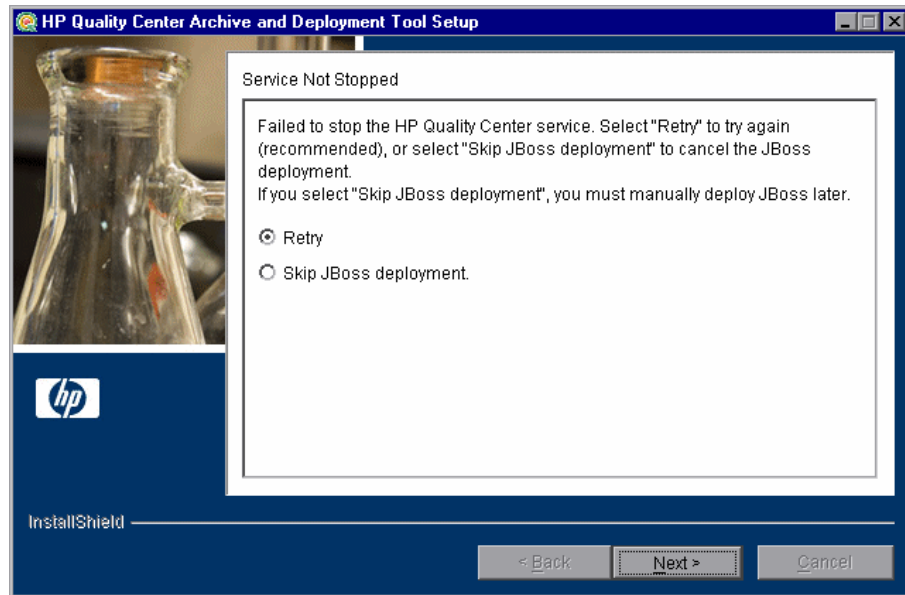 HP Quality Center Archive and Deployment Tool Setup
Service Not Stopped
Failed to stop the HP Quality Center service. Select "Retry" to try again
(recommended), or select "Skip JBoss deployment" to cancel the JBoss
deployment.
If you select "Skip JBoss deployment", you must manually deploy JBoss later.
Retry
Skip JBoss deployment.
hp
InstallShield
< Back
Next >
Cancel